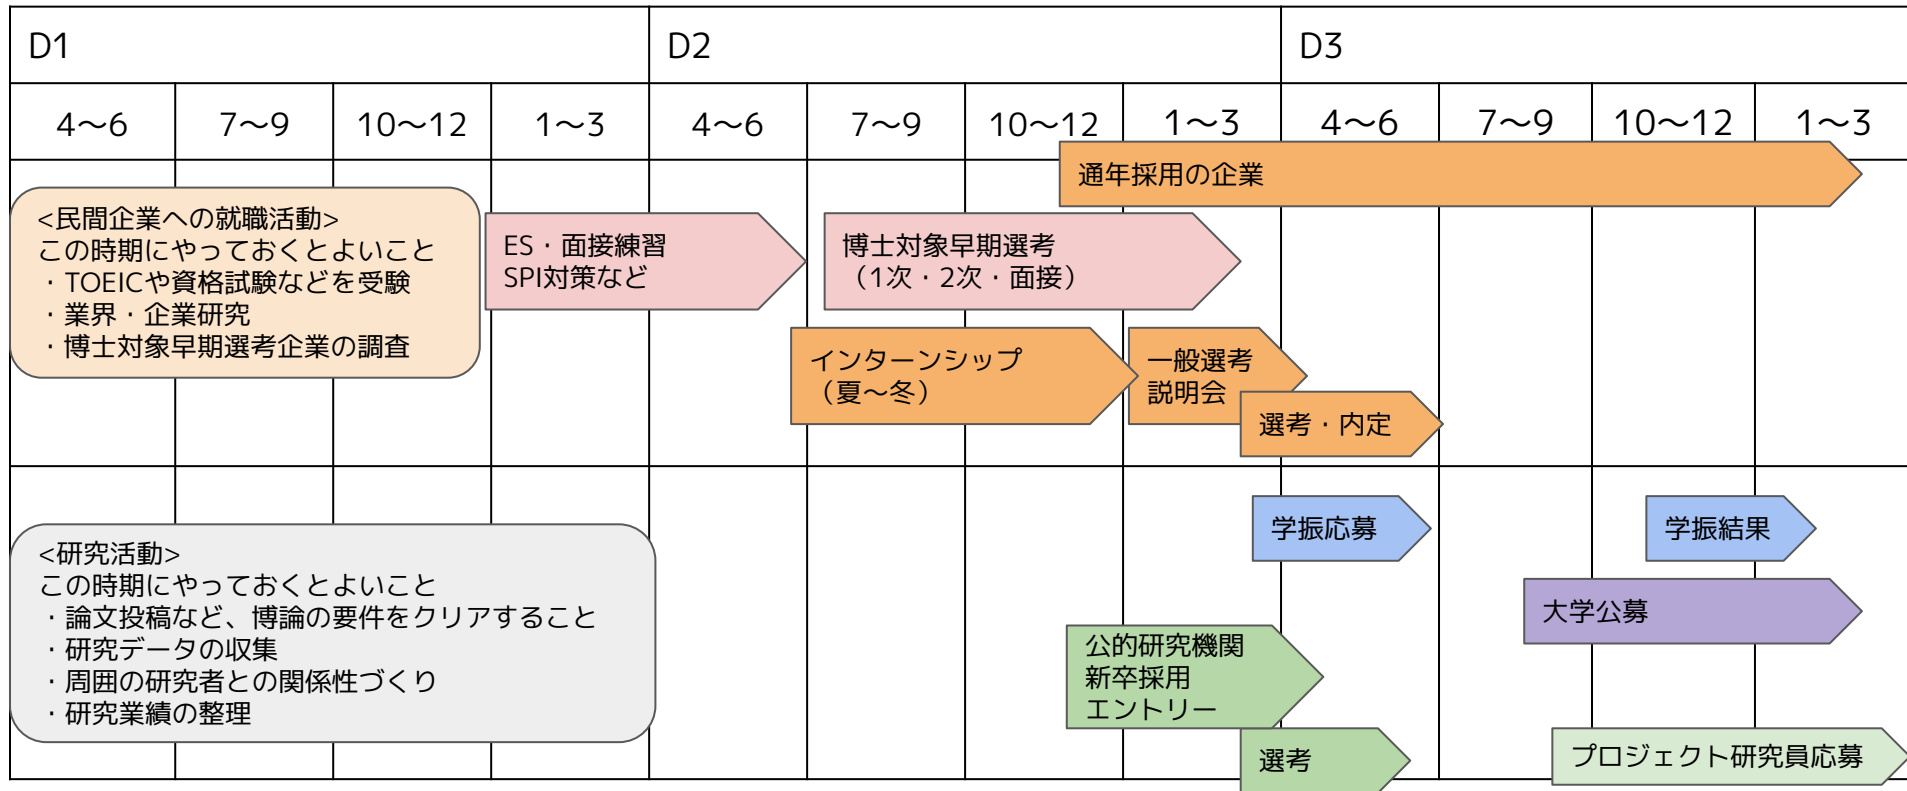 D1
D2
D3
4～6
7～9
10～12
1～3
4～6
7～9
10～12
1～3
4～6
7～9
10～12
1～3
通年採用の企業
<民間企業への就職活動>
この時期にやっておくとよいこと
・TOEICや資格試験などを受験
・業界・企業研究
・博士対象早期選考企業の調査
ES・面接練習
SPI対策など
博士対象早期選考
（1次・2次・面接）
インターンシップ
（夏～冬）
一般選考
説明会
選考・内定
<研究活動>
この時期にやっておくとよいこと
・論文投稿など、博論の要件をクリアすること
・研究データの収集
・周囲の研究者との関係性づくり
・研究業績の整理
学振応募
学振結果
大学公募
公的研究機関
新卒採用
エントリー
選考
プロジェクト研究員応募